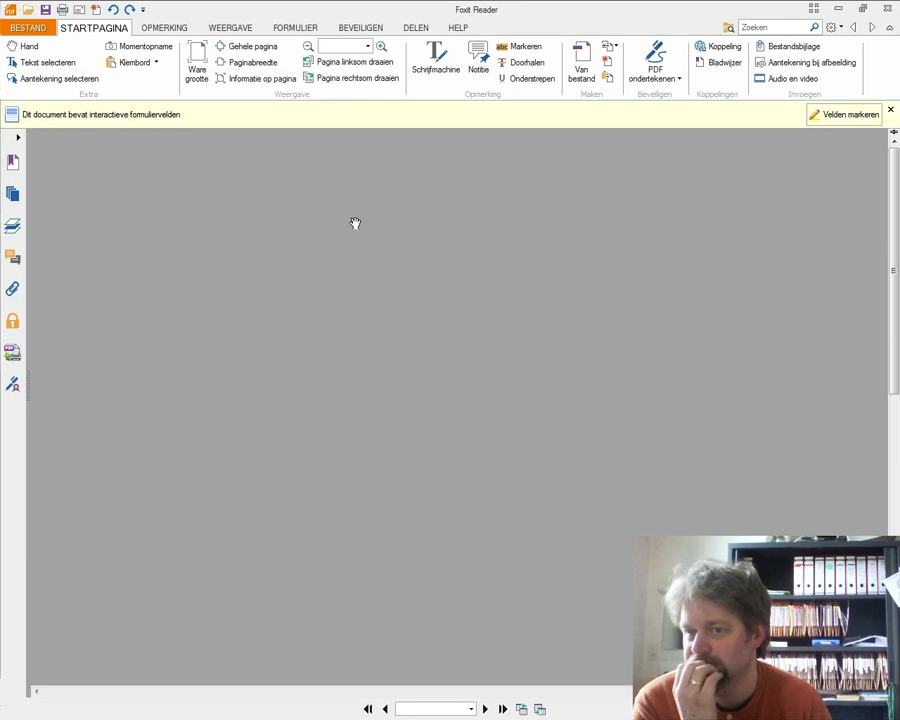 Foxit Reader
BESTAND STARTPAGINA OPMERKING WEERGAVE FORMULIER BEVEILIGEN DELEN HELP Zoeken
Hand
Tekst selecteren
Aantekening selecteren
Momentopname
Klembord
Extra
Ware grootte
Gehele pagina
Paginabreedte
Informatie op pagina
Pagina linksom draaien
Pagina rechtsom draaien
Weergave
Schrijfmachine
Notitie
Markeren
Doorhalen
Onderstrepen
Opmerking
Van bestand
Maken
PDF ondertekenen
Beveiligen
Koppeling
Bladwijzer
Koppelingen
Bestandsbijlage
Aantekening bij afbeelding
Audio en video
Invoegen
Dit document bevat interactieve formuliervelden
Velden markeren